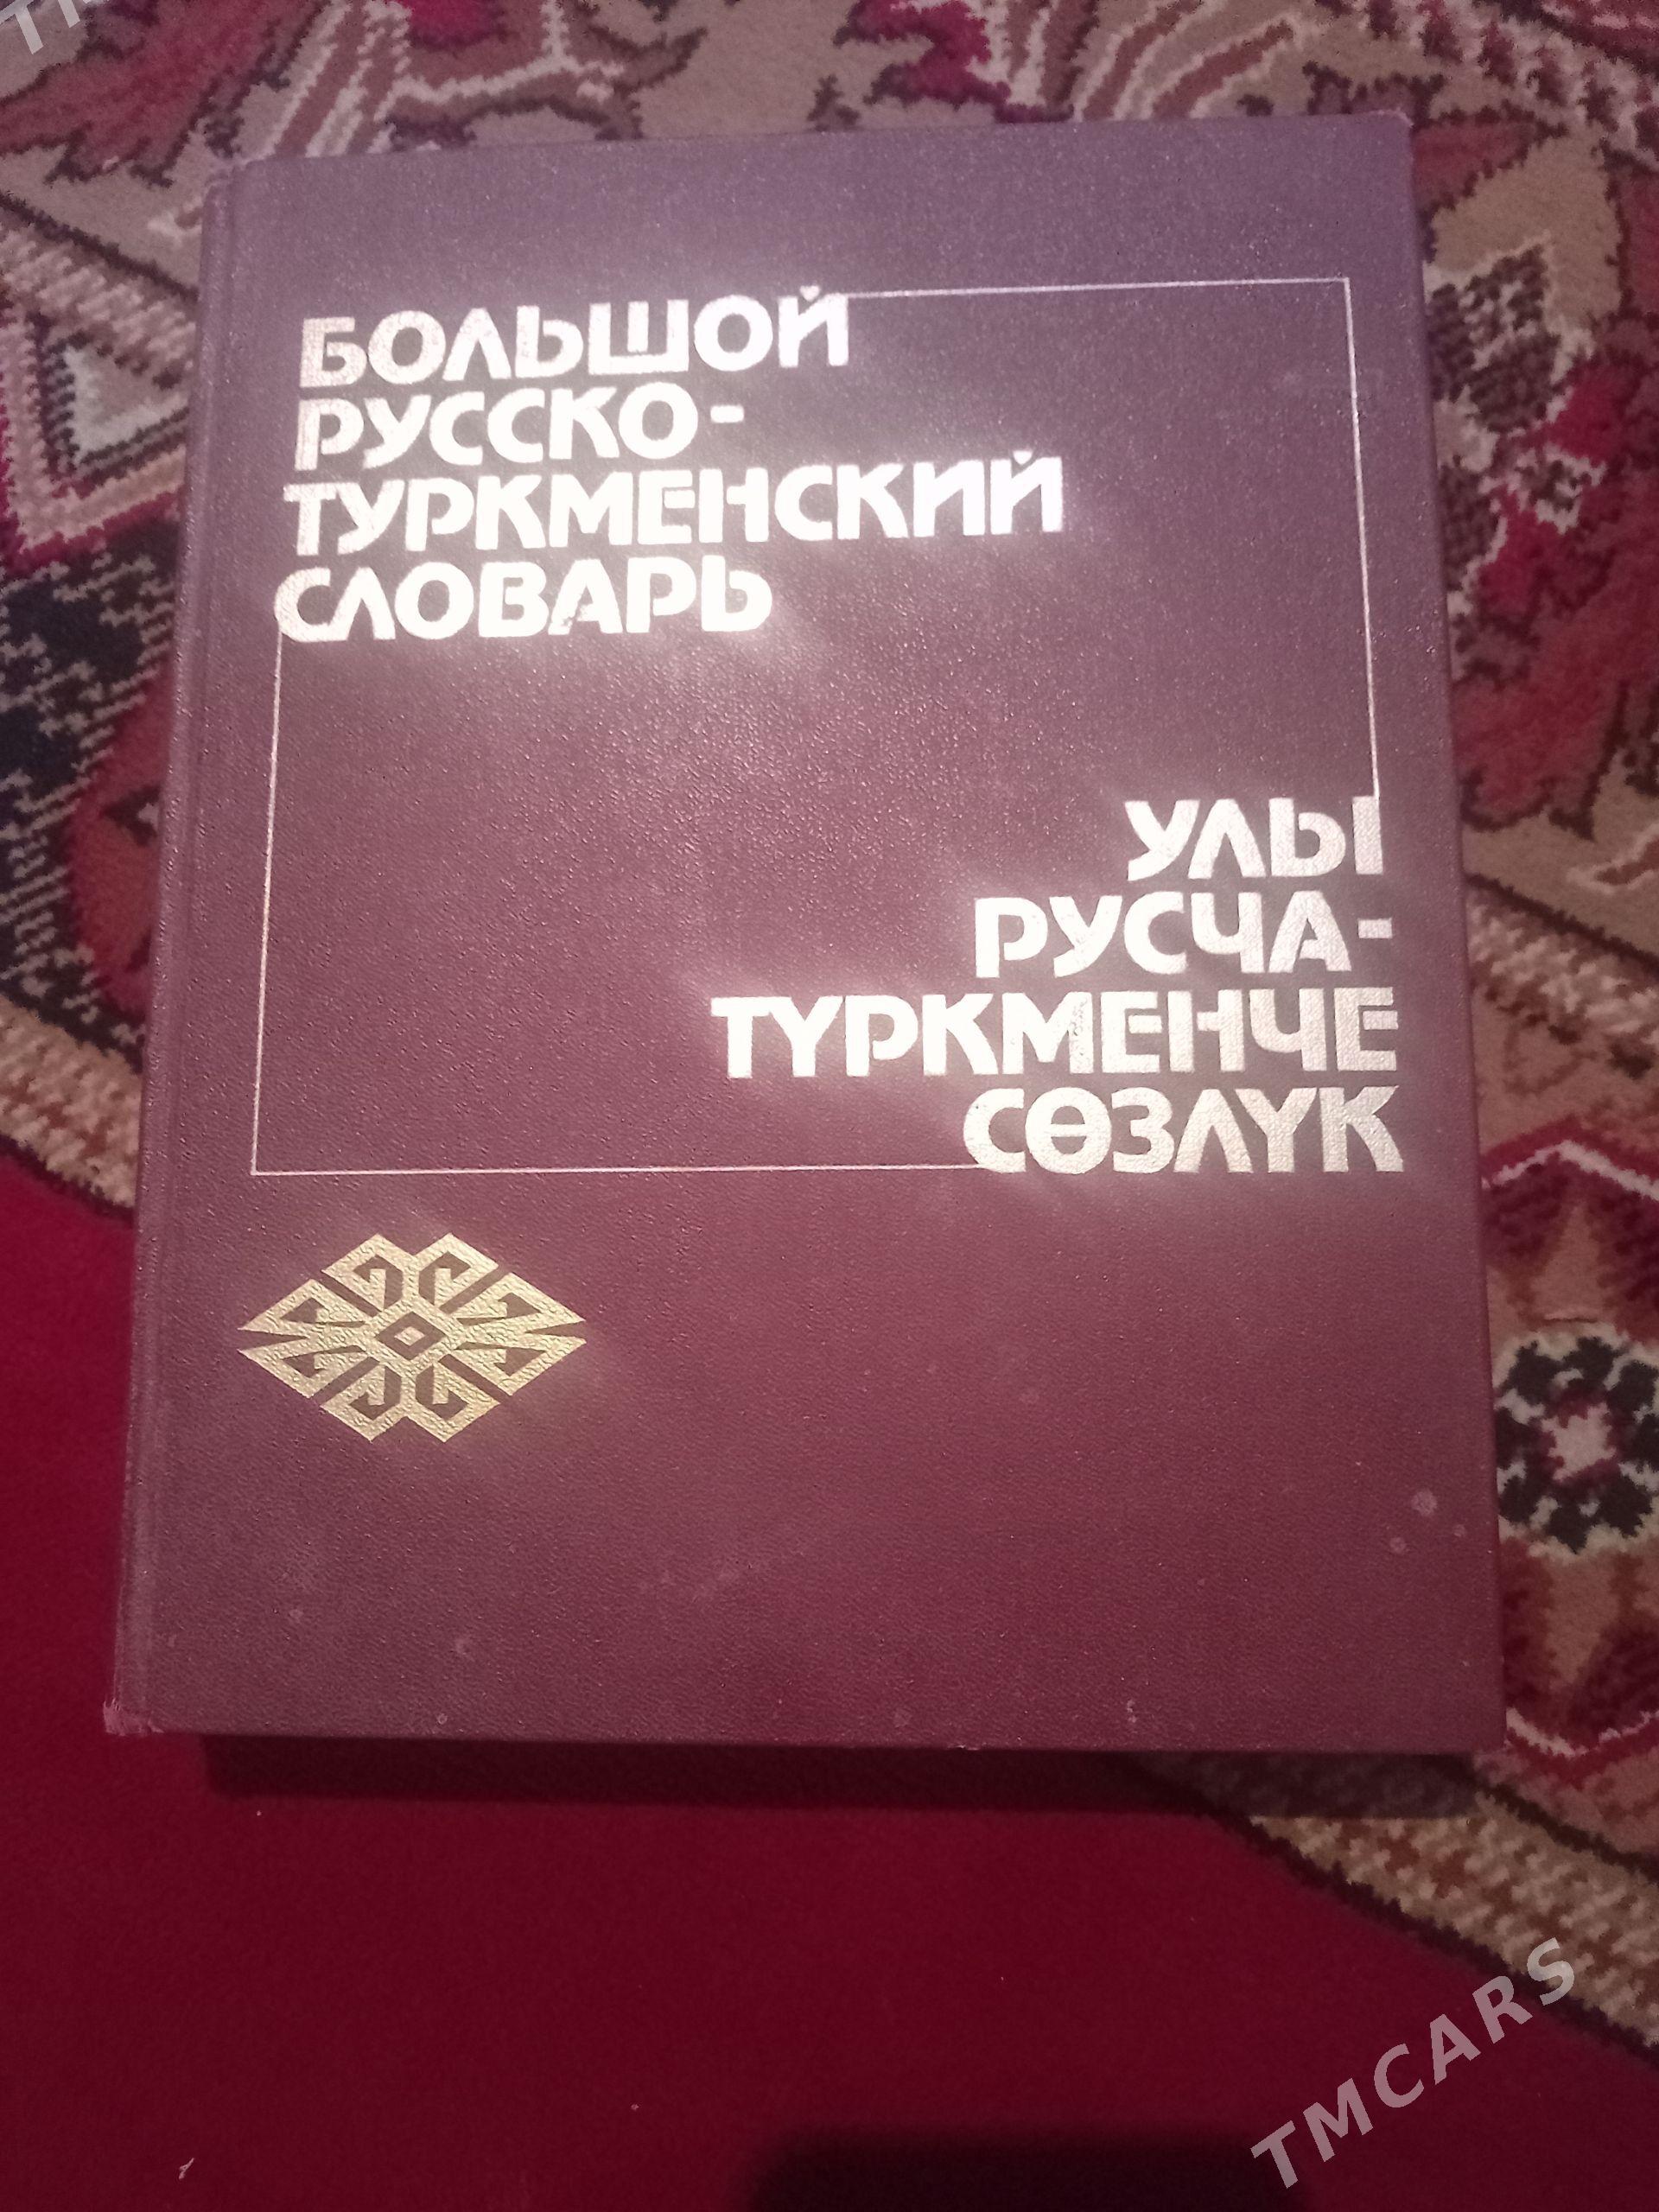 БОЛЬШОЙ
РУССКО-
ТУРКМЕНСКИЙ
СЛОВАРЬ
УЛЫ
РУСЧА-
ТҮРКМЕНЧЕ
СӨЗЛҮК
TMCARS